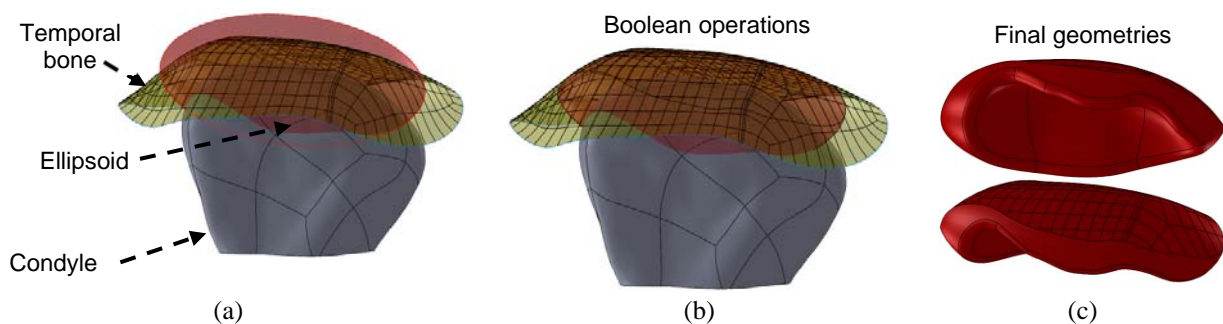 Temporal
bone
Ellipsoid
Condyle
(a)
Boolean operations
(b)
Final geometries
(c)